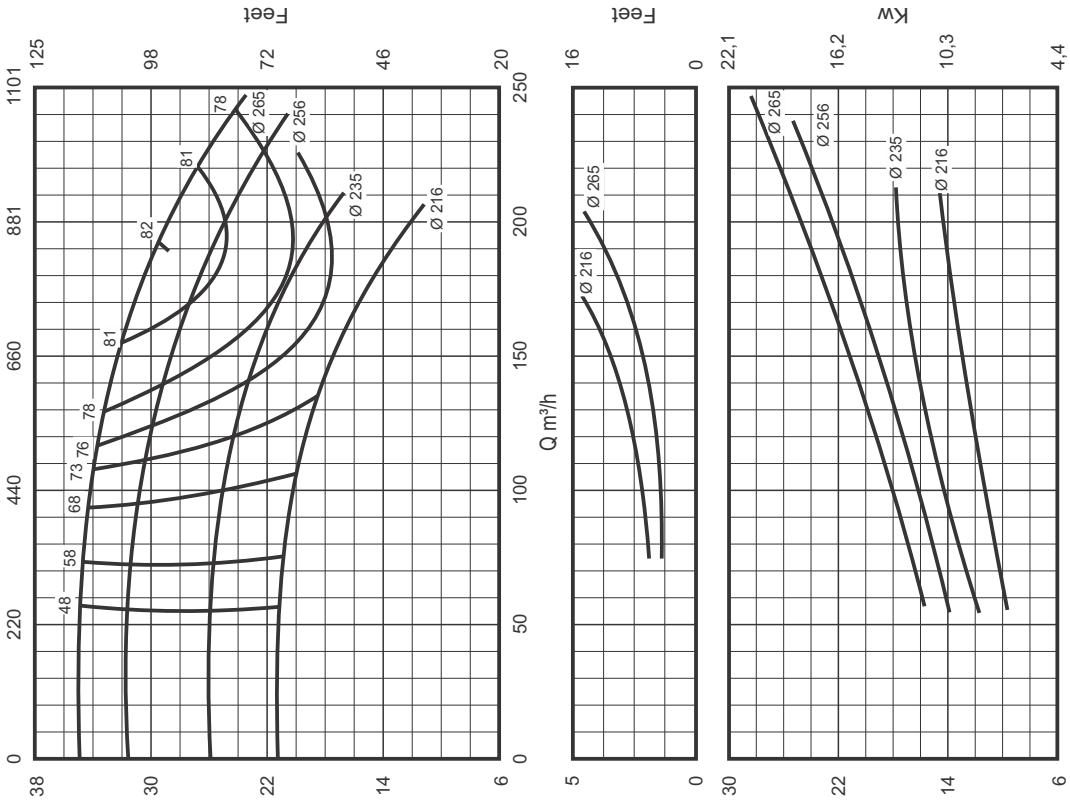 0 220 440 660 881 1101
38 30 22 14 6
125 98 72 46 20
Feet
48 58 68 73 76 78 81 82 81 78
Ø 265
Ø 256
Ø 235
Ø 216
0 50 100 150 200 250
Q m³/h
5 0
16 0
Feet
Ø 216
Ø 265
30 22 14 6
22,1 16,2 10,3 4,4
Kw
Ø 265
Ø 256
Ø 235
Ø 216